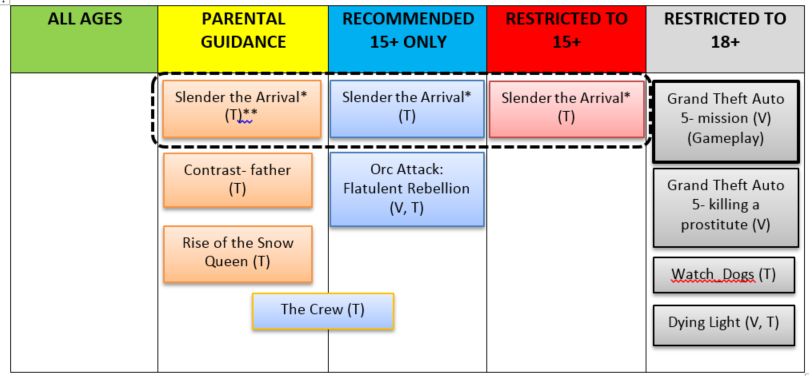 ALL AGES
PARENTAL
GUIDANCE
RECOMMENDED
15+ ONLY
RESTRICTED TO
15+
RESTRICTED TO
18+
Slender the Arrival*
(T)**
Slender the Arrival*
(T)
Slender the Arrival*
(T)
Grand Theft Auto
5- mission (V)
(Gameplay)
Contrast- father
(T)
Orc Attack:
Flatulent Rebellion
(V, T)
Grand Theft Auto
5- killing a
prostitute (V)
Rise of the Snow
Queen (T)
Watch_Dogs (T)
The Crew (T)
Dying Light (V, T)